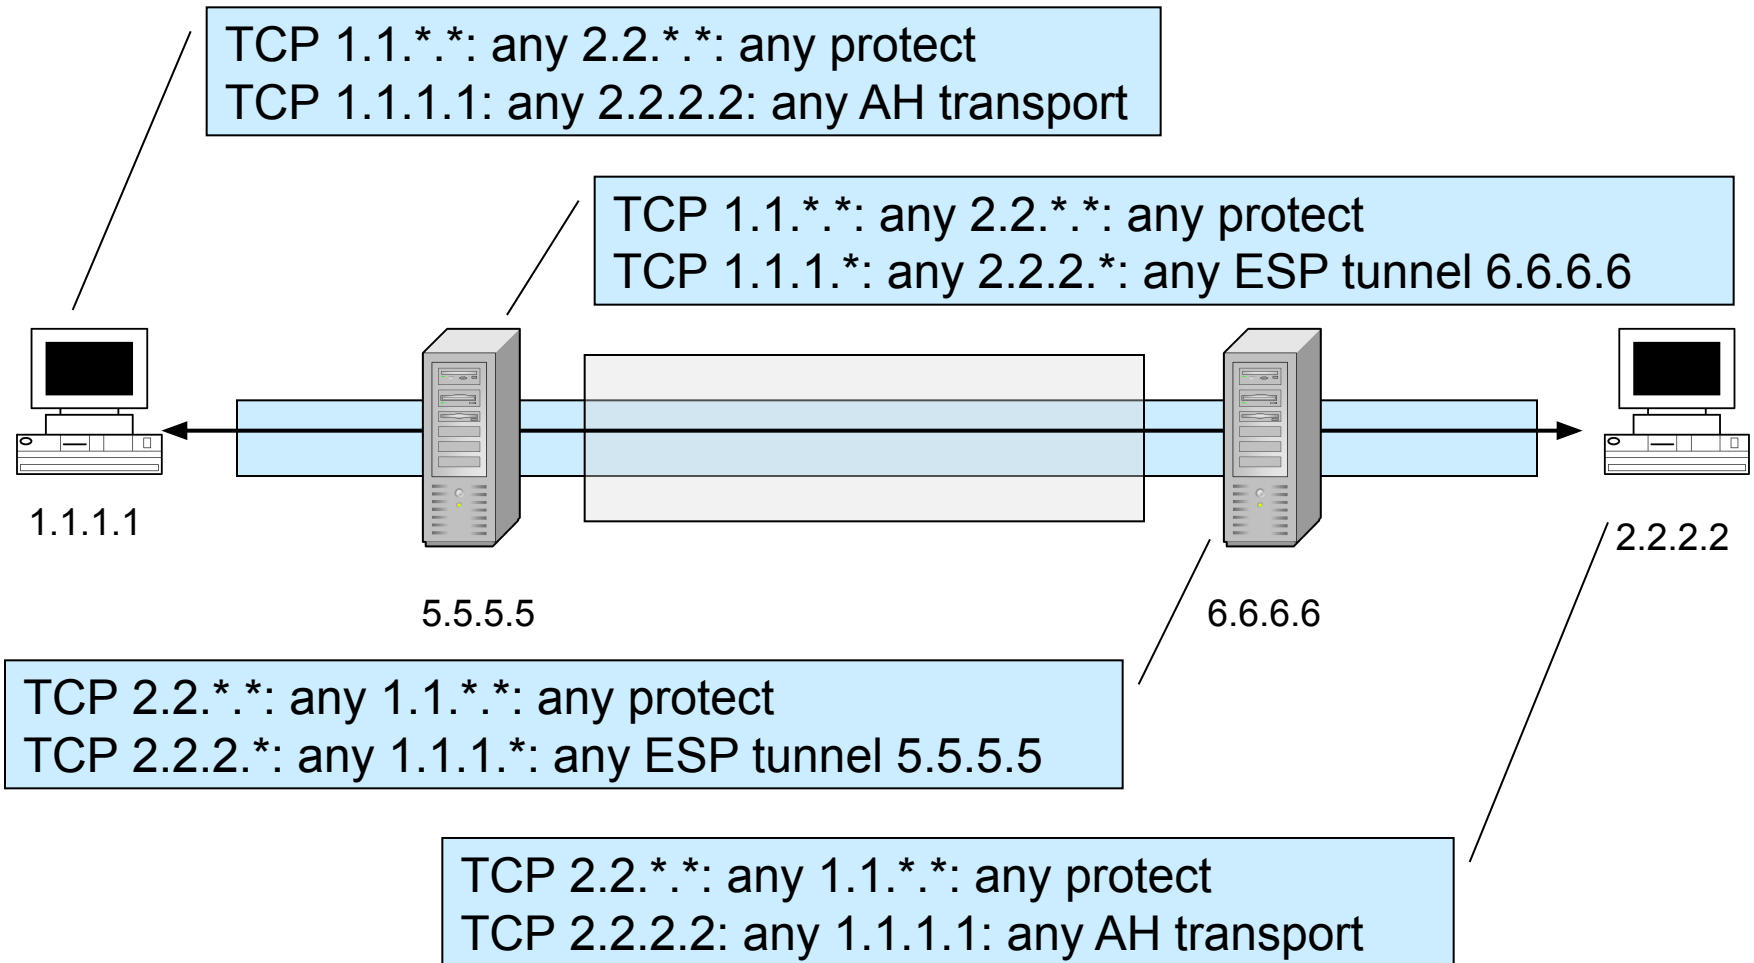 TCP 1.1.*.*: any 2.2.*.*: any protect
TCP 1.1.1.1: any 2.2.2.2: any AH transport
TCP 1.1.*.*: any 2.2.*.*: any protect
TCP 1.1.1.*: any 2.2.2.*: any ESP tunnel 6.6.6.6
1.1.1.1
2.2.2.2
5.5.5.5
6.6.6.6
TCP 2.2.*.*: any 1.1.*.*: any protect
TCP 2.2.2.*: any 1.1.1.*: any ESP tunnel 5.5.5.5
TCP 2.2.*.*: any 1.1.*.*: any protect
TCP 2.2.2.2: any 1.1.1.1: any AH transport